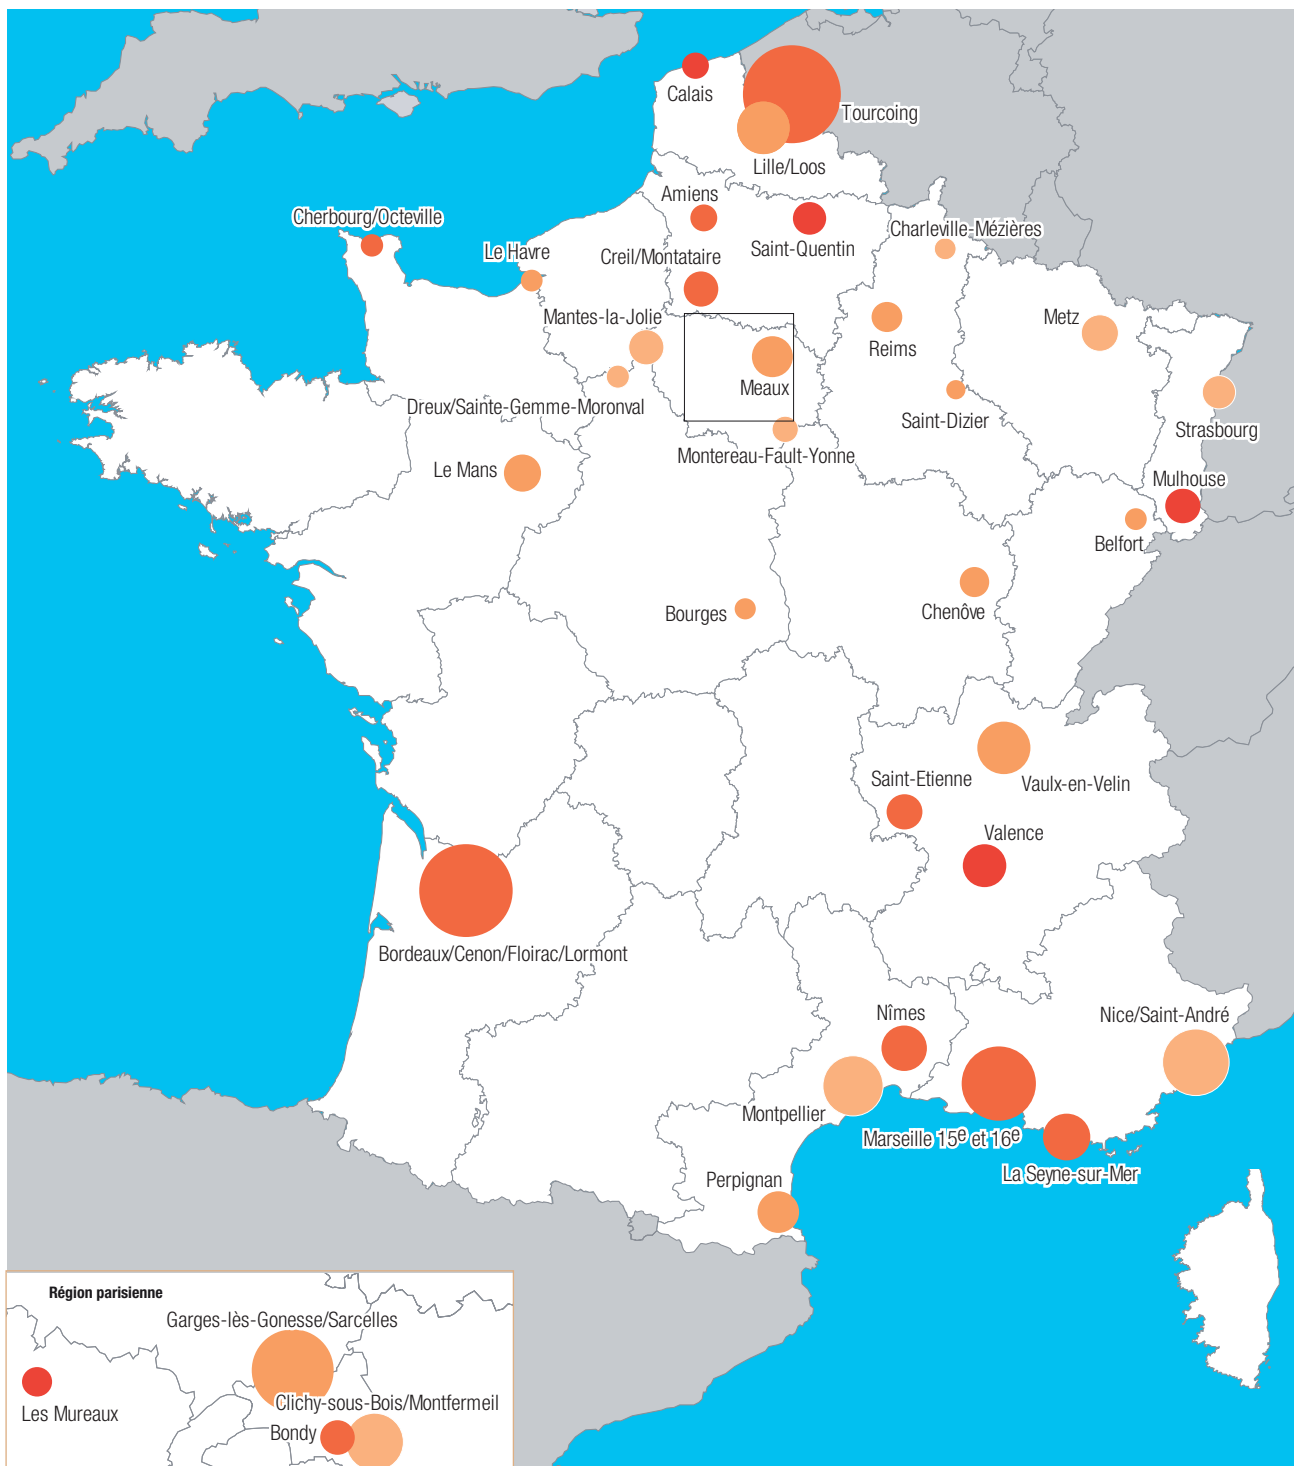 Calais
Tourcoing
Lille/Loos
Amiens
Cherbourg/Octeville
Saint-Quentin
Charleville-Mézières
Le Havre
Creil/Montataire
Mantes-la-Jolie
Metz
Reims
Meaux
Dreux/Sainte-Gemme-Moronval
Saint-Dizier
Strasbourg
Montereau-Fault-Yonne
Le Mans
Mulhouse
Belfort
Bourges
Chenôve
Saint-Etienne
Vaulx-en-Velin
Valence
Bordeaux/Cenon/Floirac/Lormont
Nîmes
Nice/Saint-André
Montpellier
Marseille 15e et 16e
La Seyne-sur-Mer
Perpignan
Région parisienne
Garges-lès-Gonesse/Sarcelles
Clichy-sous-Bois/Montfermeil
Les Mureaux
Bondy